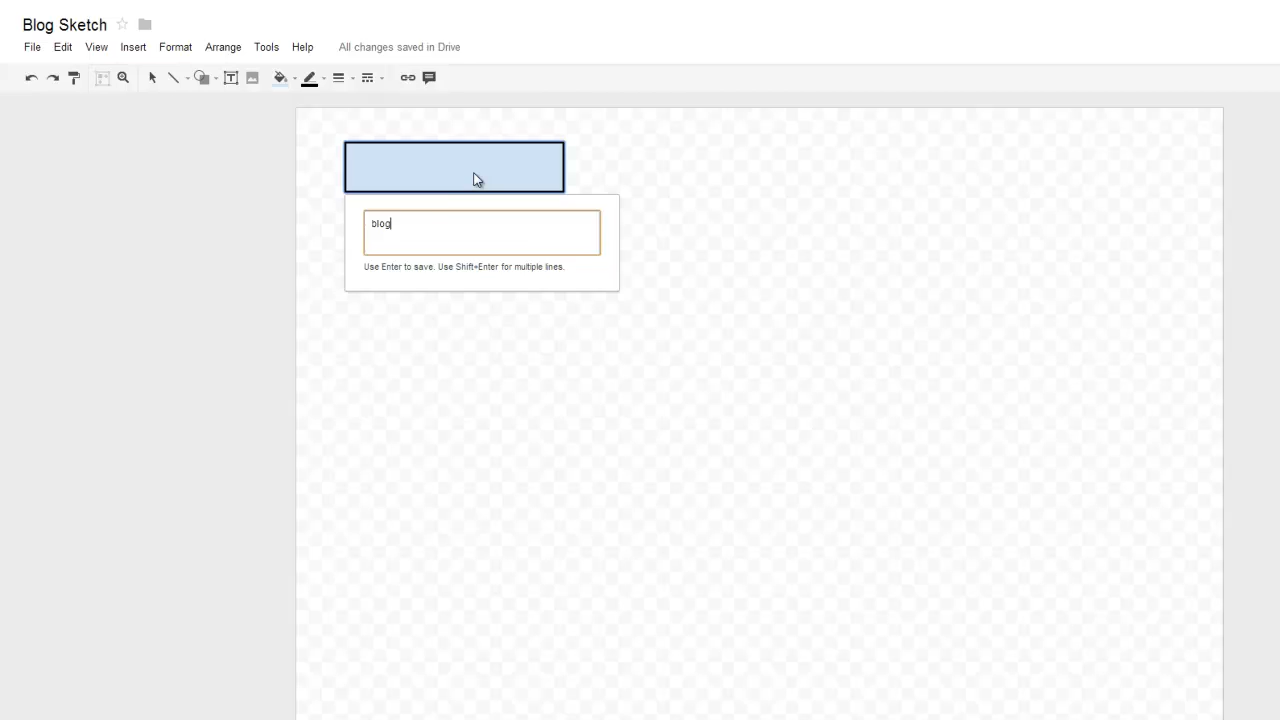 Blog Sketch
File Edit View Insert Format Arrange Tools Help All changes saved in Drive
blog
Use Enter to save. Use Shift+Enter for multiple lines.